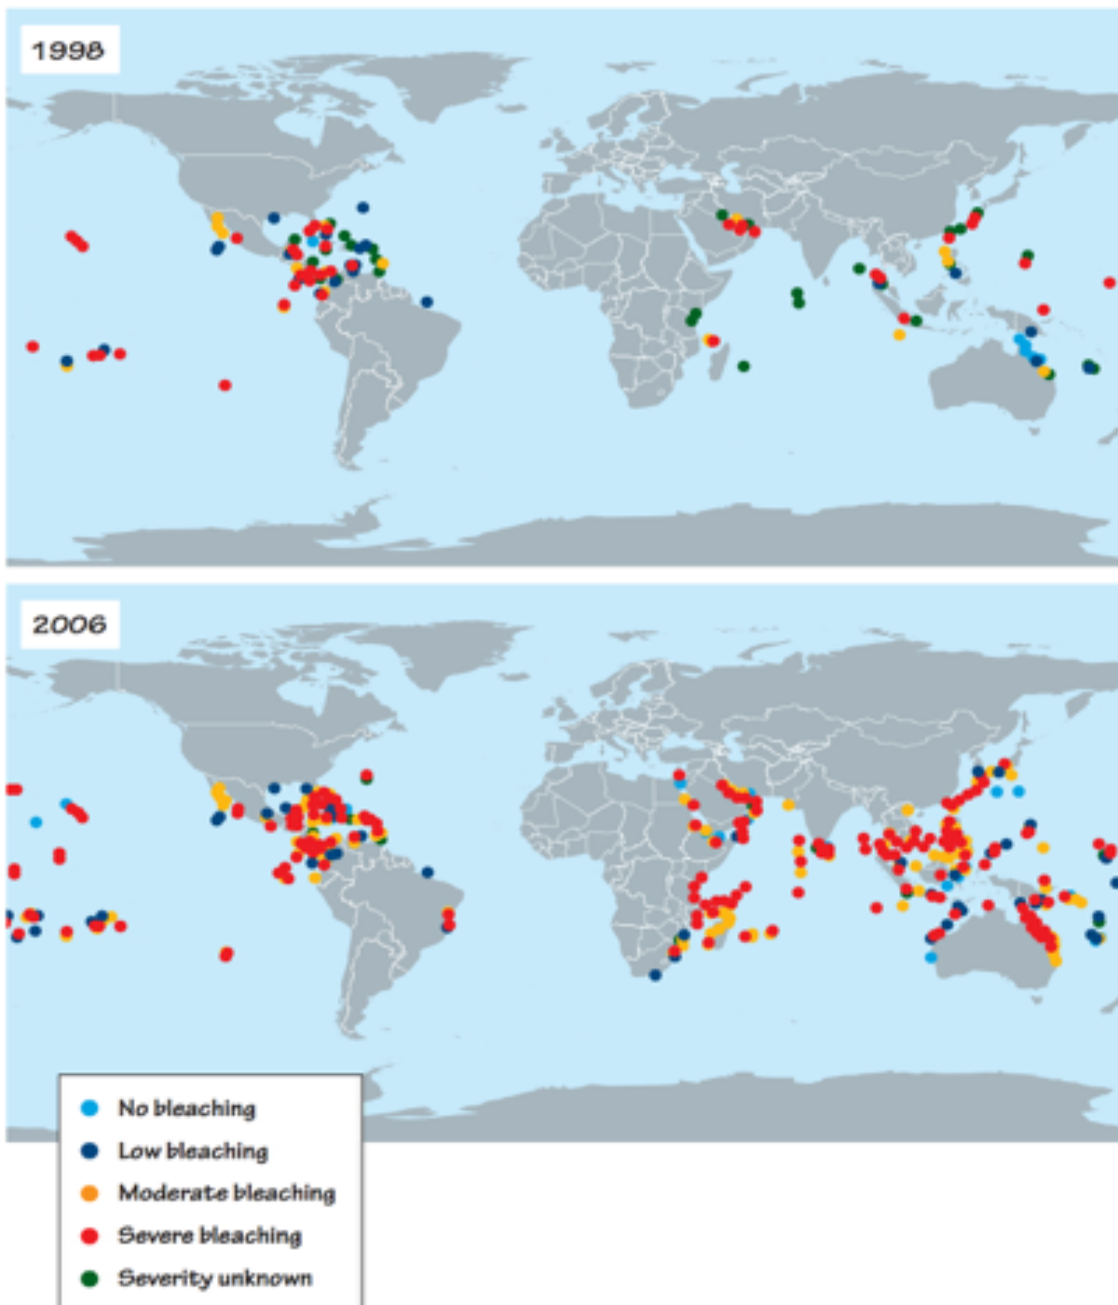 1998
2006
No bleaching
Low bleaching
Moderate bleaching
Severe bleaching
Severity unknown